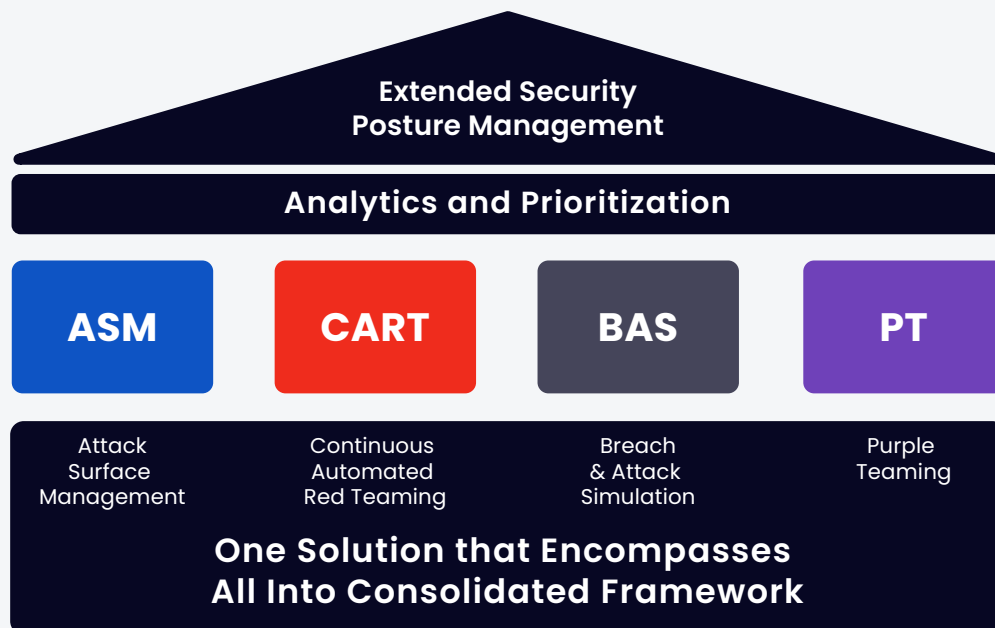 Extended Security
Posture Management
Analytics and Prioritization
ASM
CART
BAS
PT
Attack
Surface
Management
Continuous
Automated
Red Teaming
Breach
& Attack
Simulation
Purple
Teaming
One Solution that Encompasses
All Into Consolidated Framework